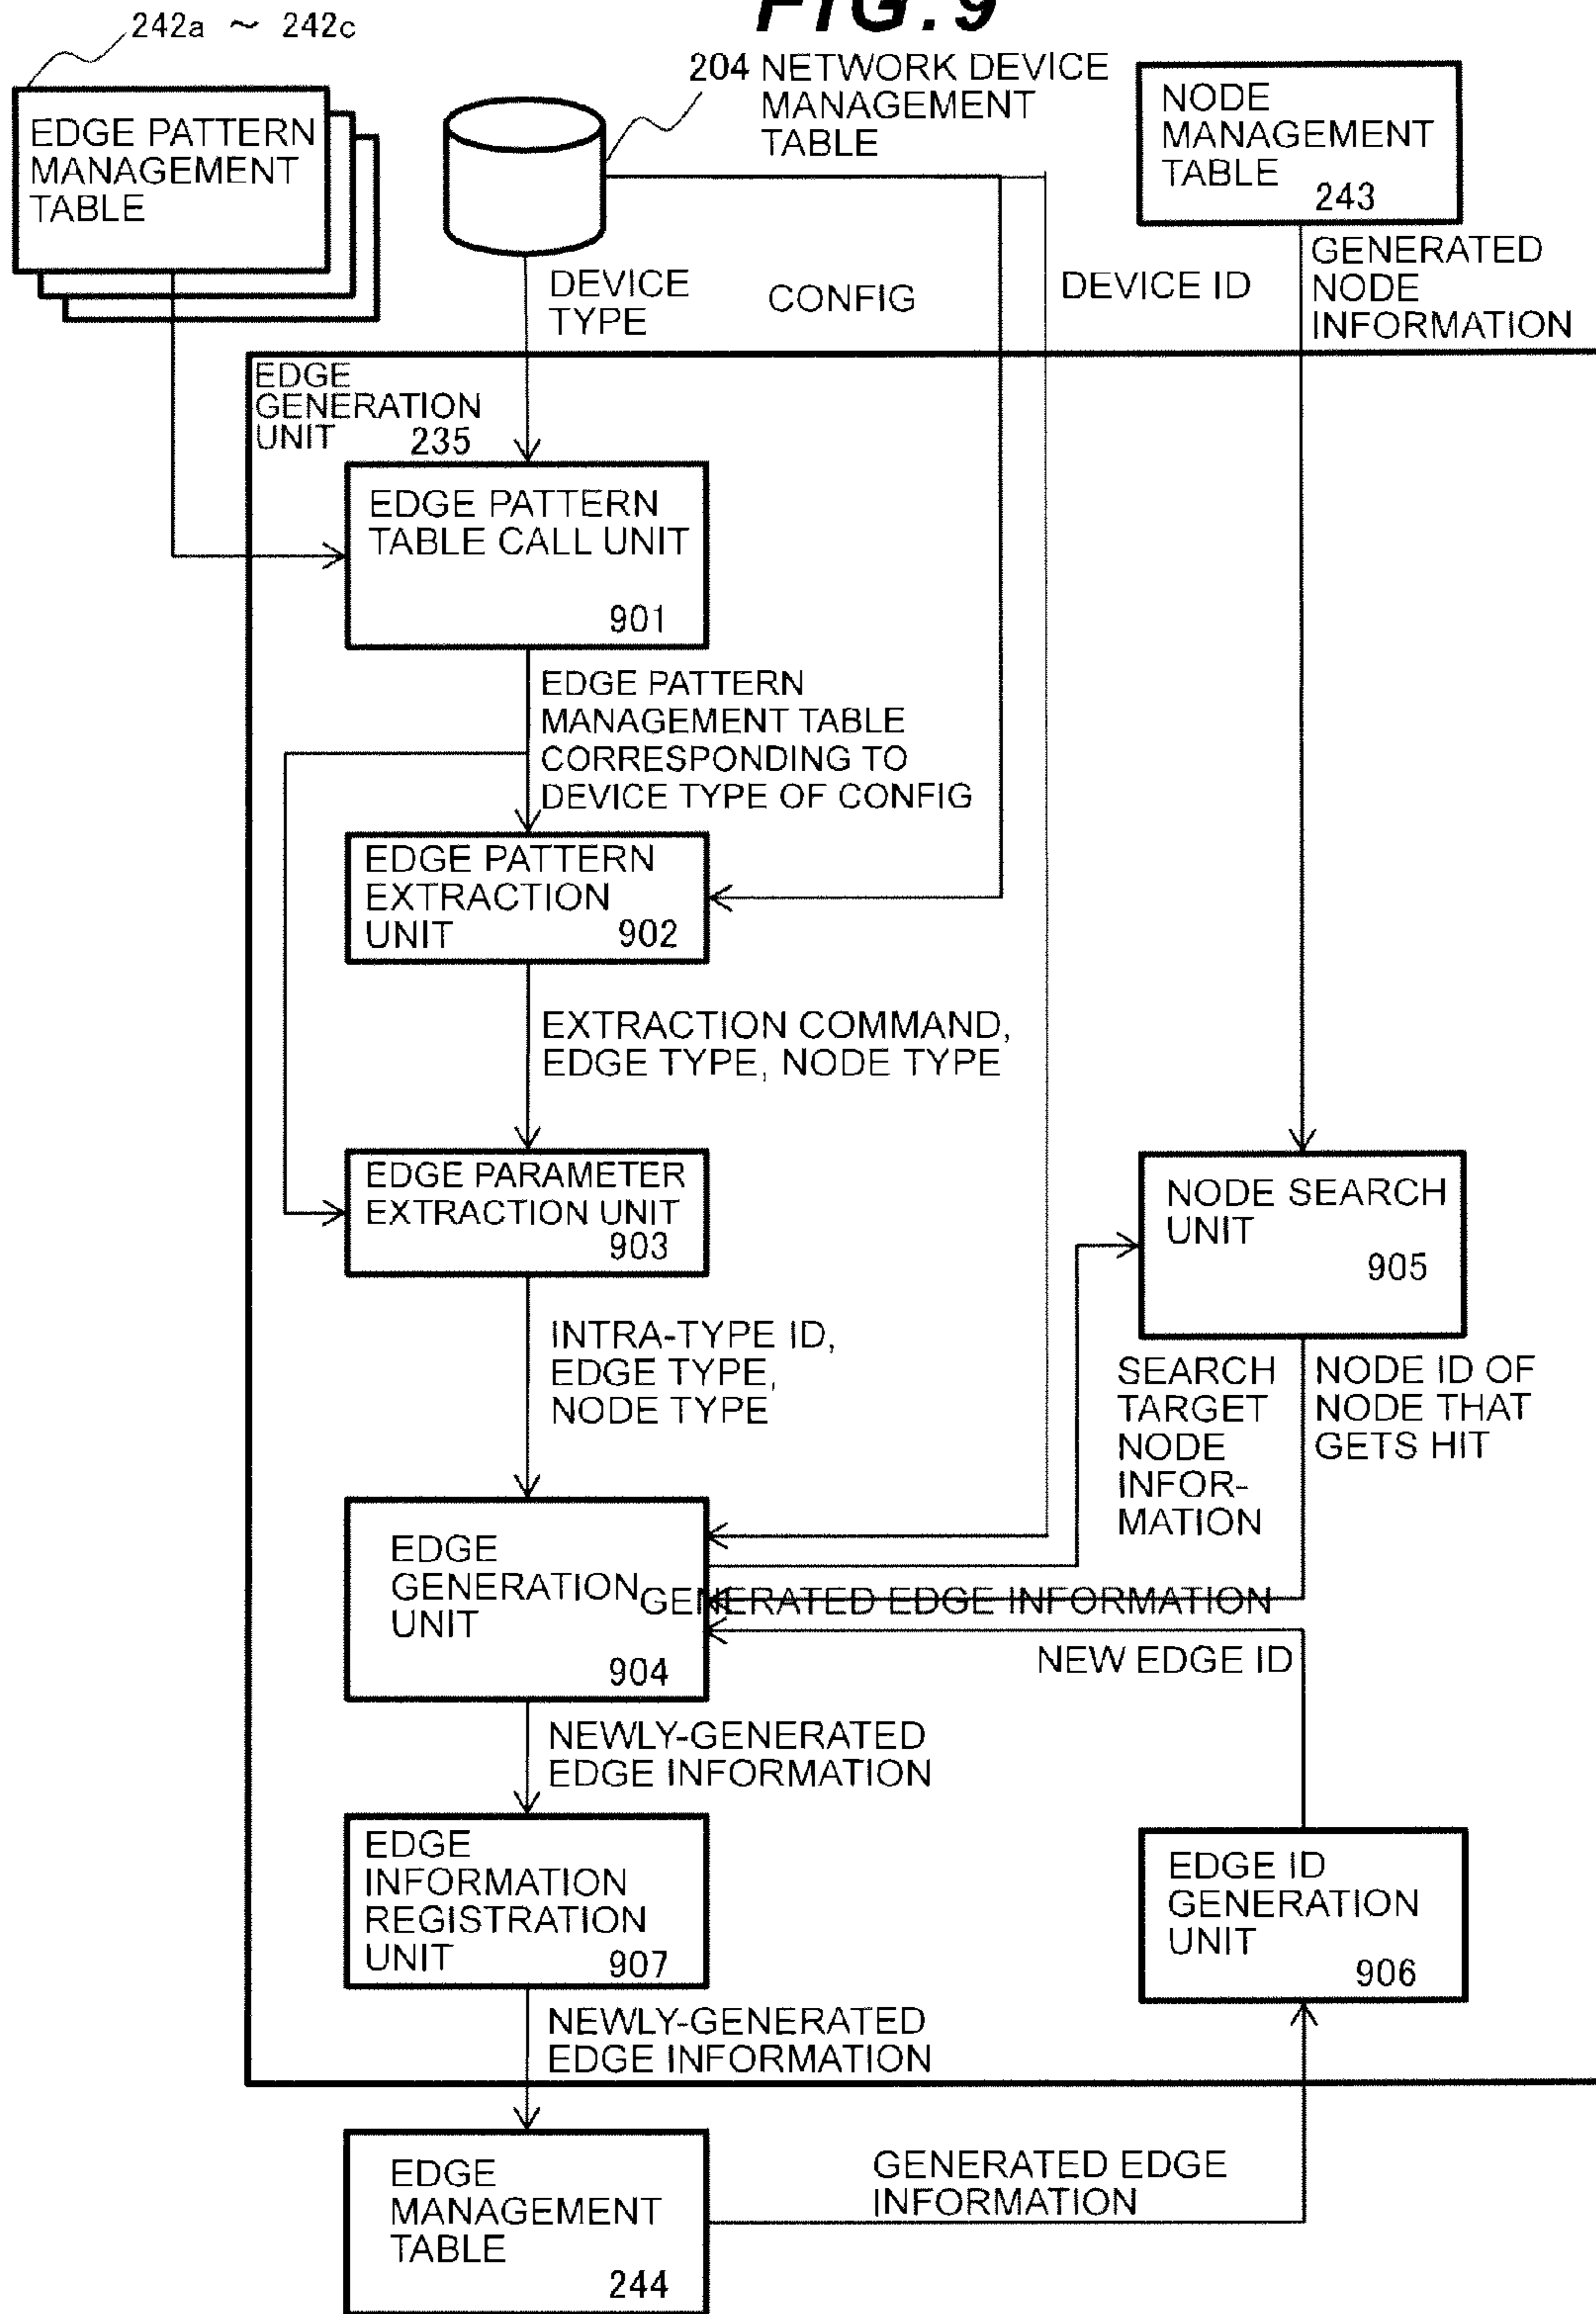 FIG. 9
242a ~ 242c
EDGE PATTERN
MANAGEMENT
TABLE
204 NETWORK DEVICE
MANAGEMENT
TABLE
NODE
MANAGEMENT
TABLE
243
DEVICE
TYPE
CONFIG
DEVICE ID
GENERATED
NODE
INFORMATION
EDGE
GENERATION
UNIT
235
EDGE PATTERN
TABLE CALL UNIT
901
EDGE PATTERN
MANAGEMENT TABLE
CORRESPONDING TO
DEVICE TYPE OF CONFIG
EDGE PATTERN
EXTRACTION
UNIT
902
EXTRACTION COMMAND,
EDGE TYPE, NODE TYPE
EDGE PARAMETER
EXTRACTION UNIT
903
NODE SEARCH
UNIT
905
INTRA-TYPE ID,
EDGE TYPE,
NODE TYPE
SEARCH
TARGET
NODE
INFOR-
MATION
NODE ID OF
NODE THAT
GETS HIT
EDGE
GENERATION
UNIT
904
GENERATED EDGE INFORMATION
NEW EDGE ID
NEWLY-GENERATED
EDGE INFORMATION
EDGE
INFORMATION
REGISTRATION
UNIT
907
EDGE ID
GENERATION
UNIT
906
NEWLY-GENERATED
EDGE INFORMATION
EDGE
MANAGEMENT
TABLE
244
GENERATED EDGE
INFORMATION